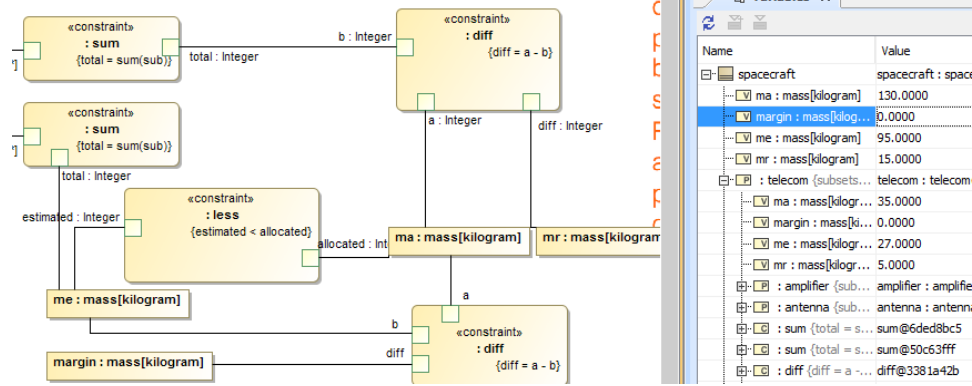 «constraint»
: sum
{total = sum(sub)}
total : Integer
b : Integer
«constraint»
: diff
{diff = a - b}
a : Integer
diff : Integer
«constraint»
: sum
{total = sum(sub)}
total : Integer
estimated : Integer
«constraint»
: less
{estimated < allocated}
allocated : Int
ma : mass[kilogram]
mr : mass[kilogram
me : mass[kilogram]
a
b
diff
«constraint»
: diff
{diff = a - b}
margin : mass[kilogram]
Name Value
spacecraft spacecraft : space
V ma : mass[kilogram] 130.0000
V margin : mass[kilog... 0.0000
V me : mass[kilogram] 95.0000
V mr : mass[kilogram] 15.0000
P : telecom {subsets... telecom : telecom
V ma : mass[kilogr... 35.0000
V margin : mass[ki... 0.0000
V me : mass[kilogr... 27.0000
V mr : mass[kilogr... 5.0000
P : amplifier {sub... amplifier : amplifie
P : antenna {sub... antenna : antenna
C : sum {total = s... sum@6ded8bc5
C : sum {total = s... sum@50c63fff
C : diff {diff = a -... diff@3381a42b